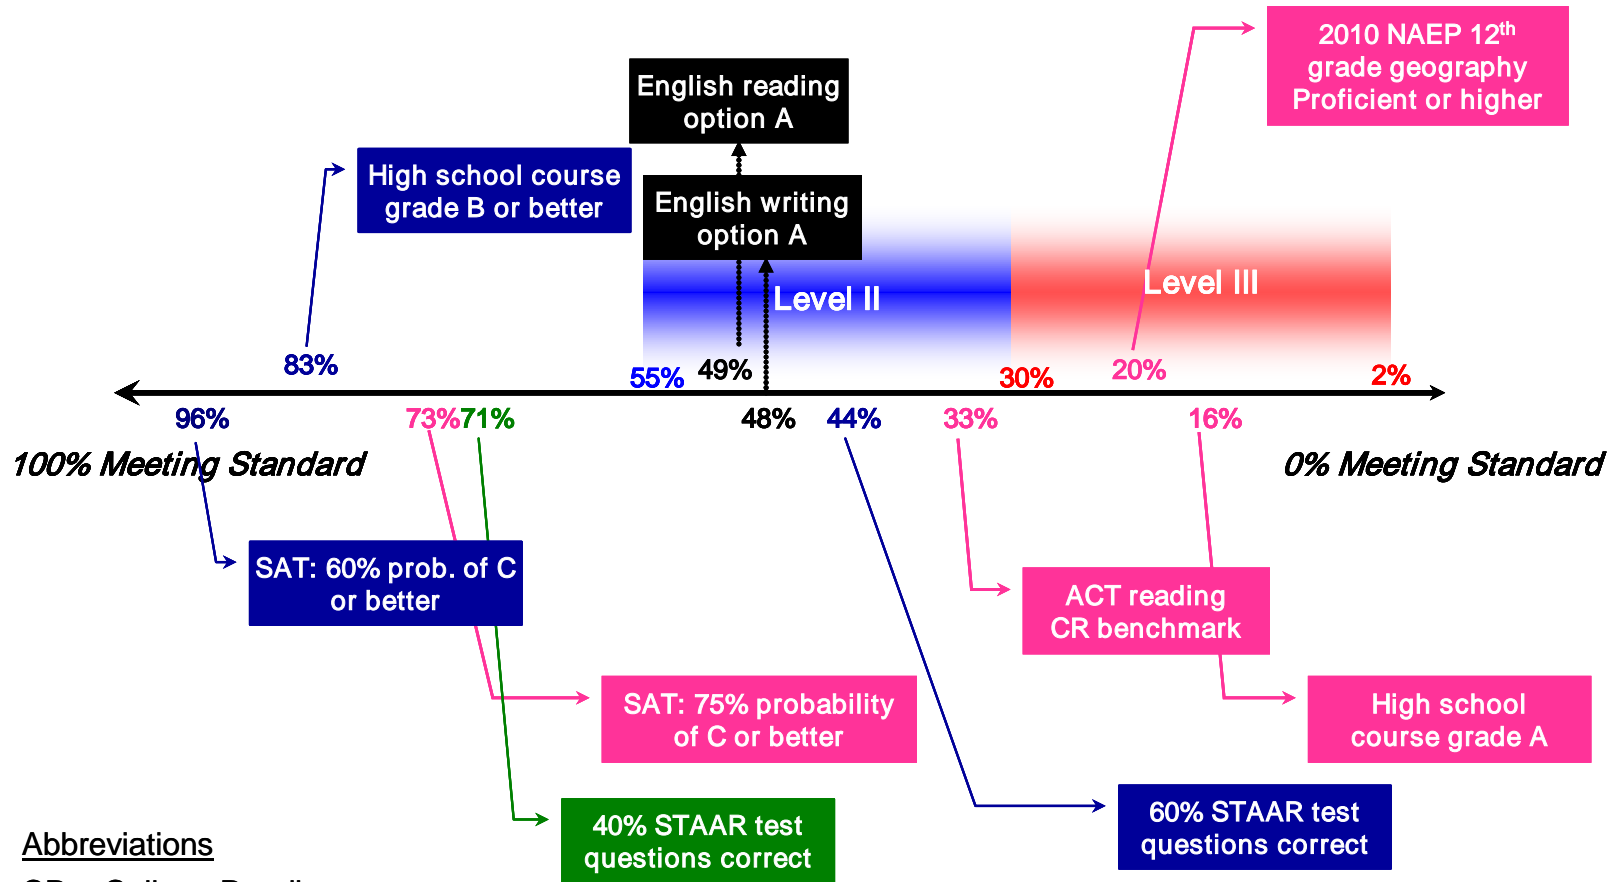 2010 NAEP 12th
grade geography
Proficient or higher
English reading
option A
High school course
grade B or better
English writing
option A
Level II
Level III
83%
55%
49%
30%
20%
2%
96%
73%
71%
48%
44%
33%
16%
100% Meeting Standard
0% Meeting Standard
SAT: 60% prob. of C
or better
ACT reading
CR benchmark
SAT: 75% probability
of C or better
High school
course grade A
40% STAAR test
questions correct
60% STAAR test
questions correct
Abbreviations